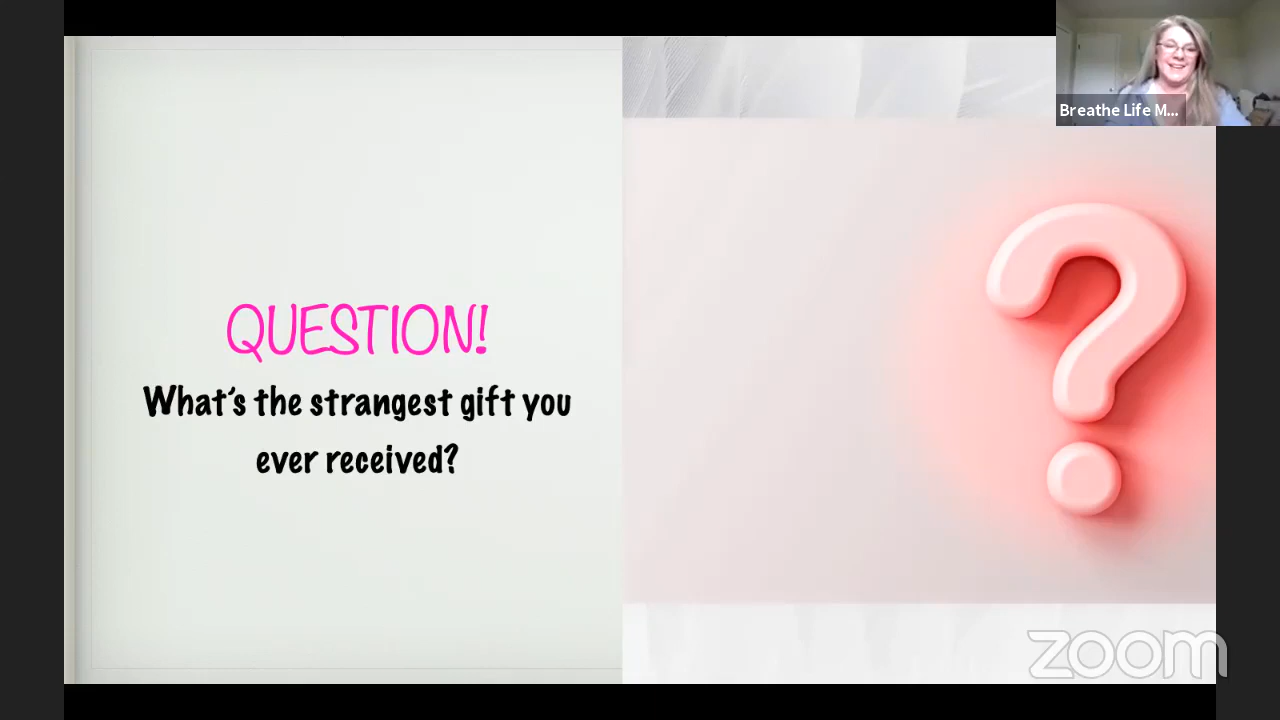 Breathe Life M...
QUESTION!
What's the strangest gift you
ever received?
zoom